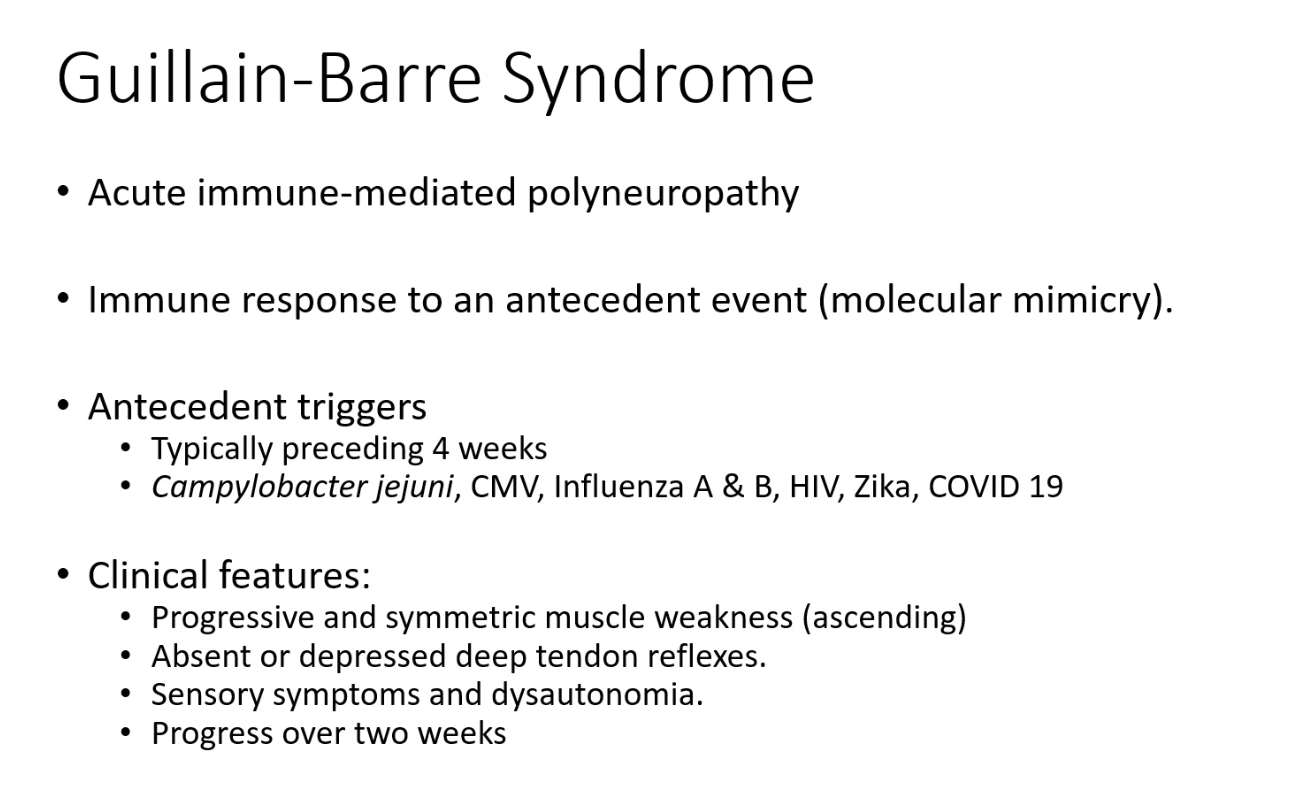 Guillain-Barre Syndrome
• Acute immune-mediated polyneuropathy
• Immune response to an antecedent event (molecular mimicry).
• Antecedent triggers
• Typically preceding 4 weeks
• Campylobacter jejuni, CMV, Influenza A & B, HIV, Zika, COVID 19
• Clinical features:
• Progressive and symmetric muscle weakness (ascending)
• Absent or depressed deep tendon reflexes.
• Sensory symptoms and dysautonomia.
• Progress over two weeks